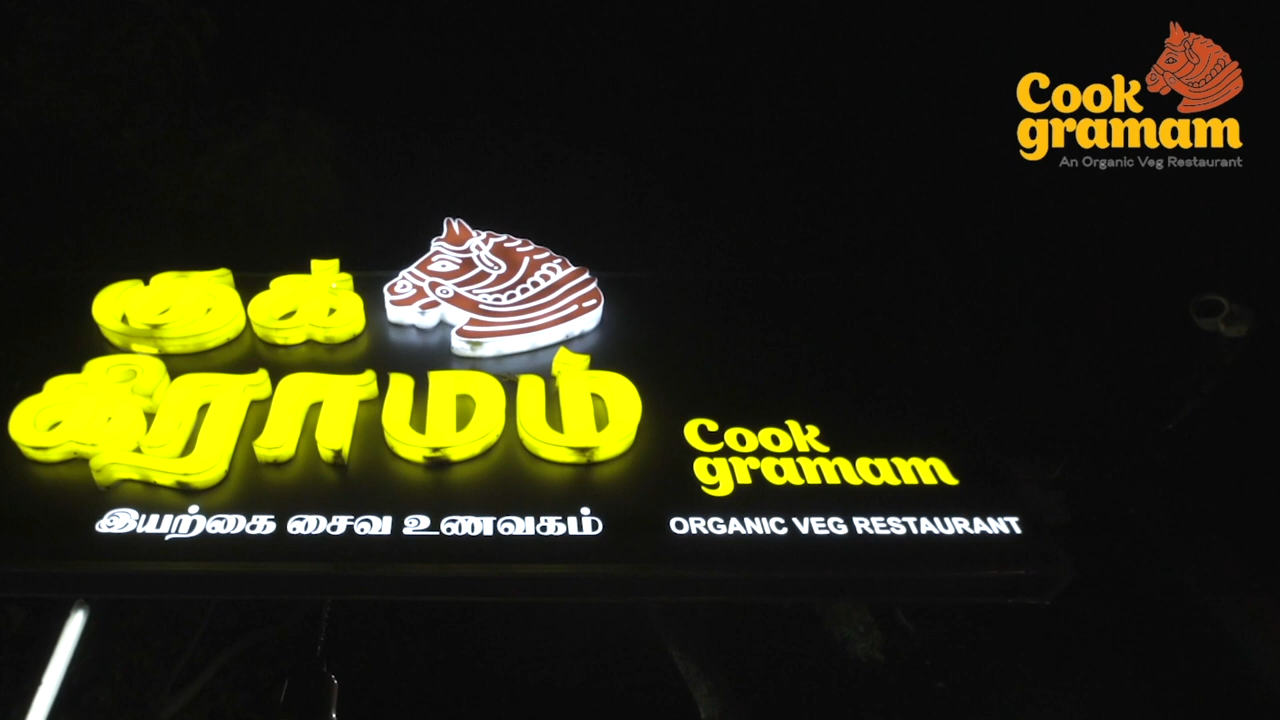 Cook
gramam
An Organic Veg Restaurant
குக்
கிராமம்
இயற்கை சைவ உணவகம்
Cook
gramam
ORGANIC VEG RESTAURANT